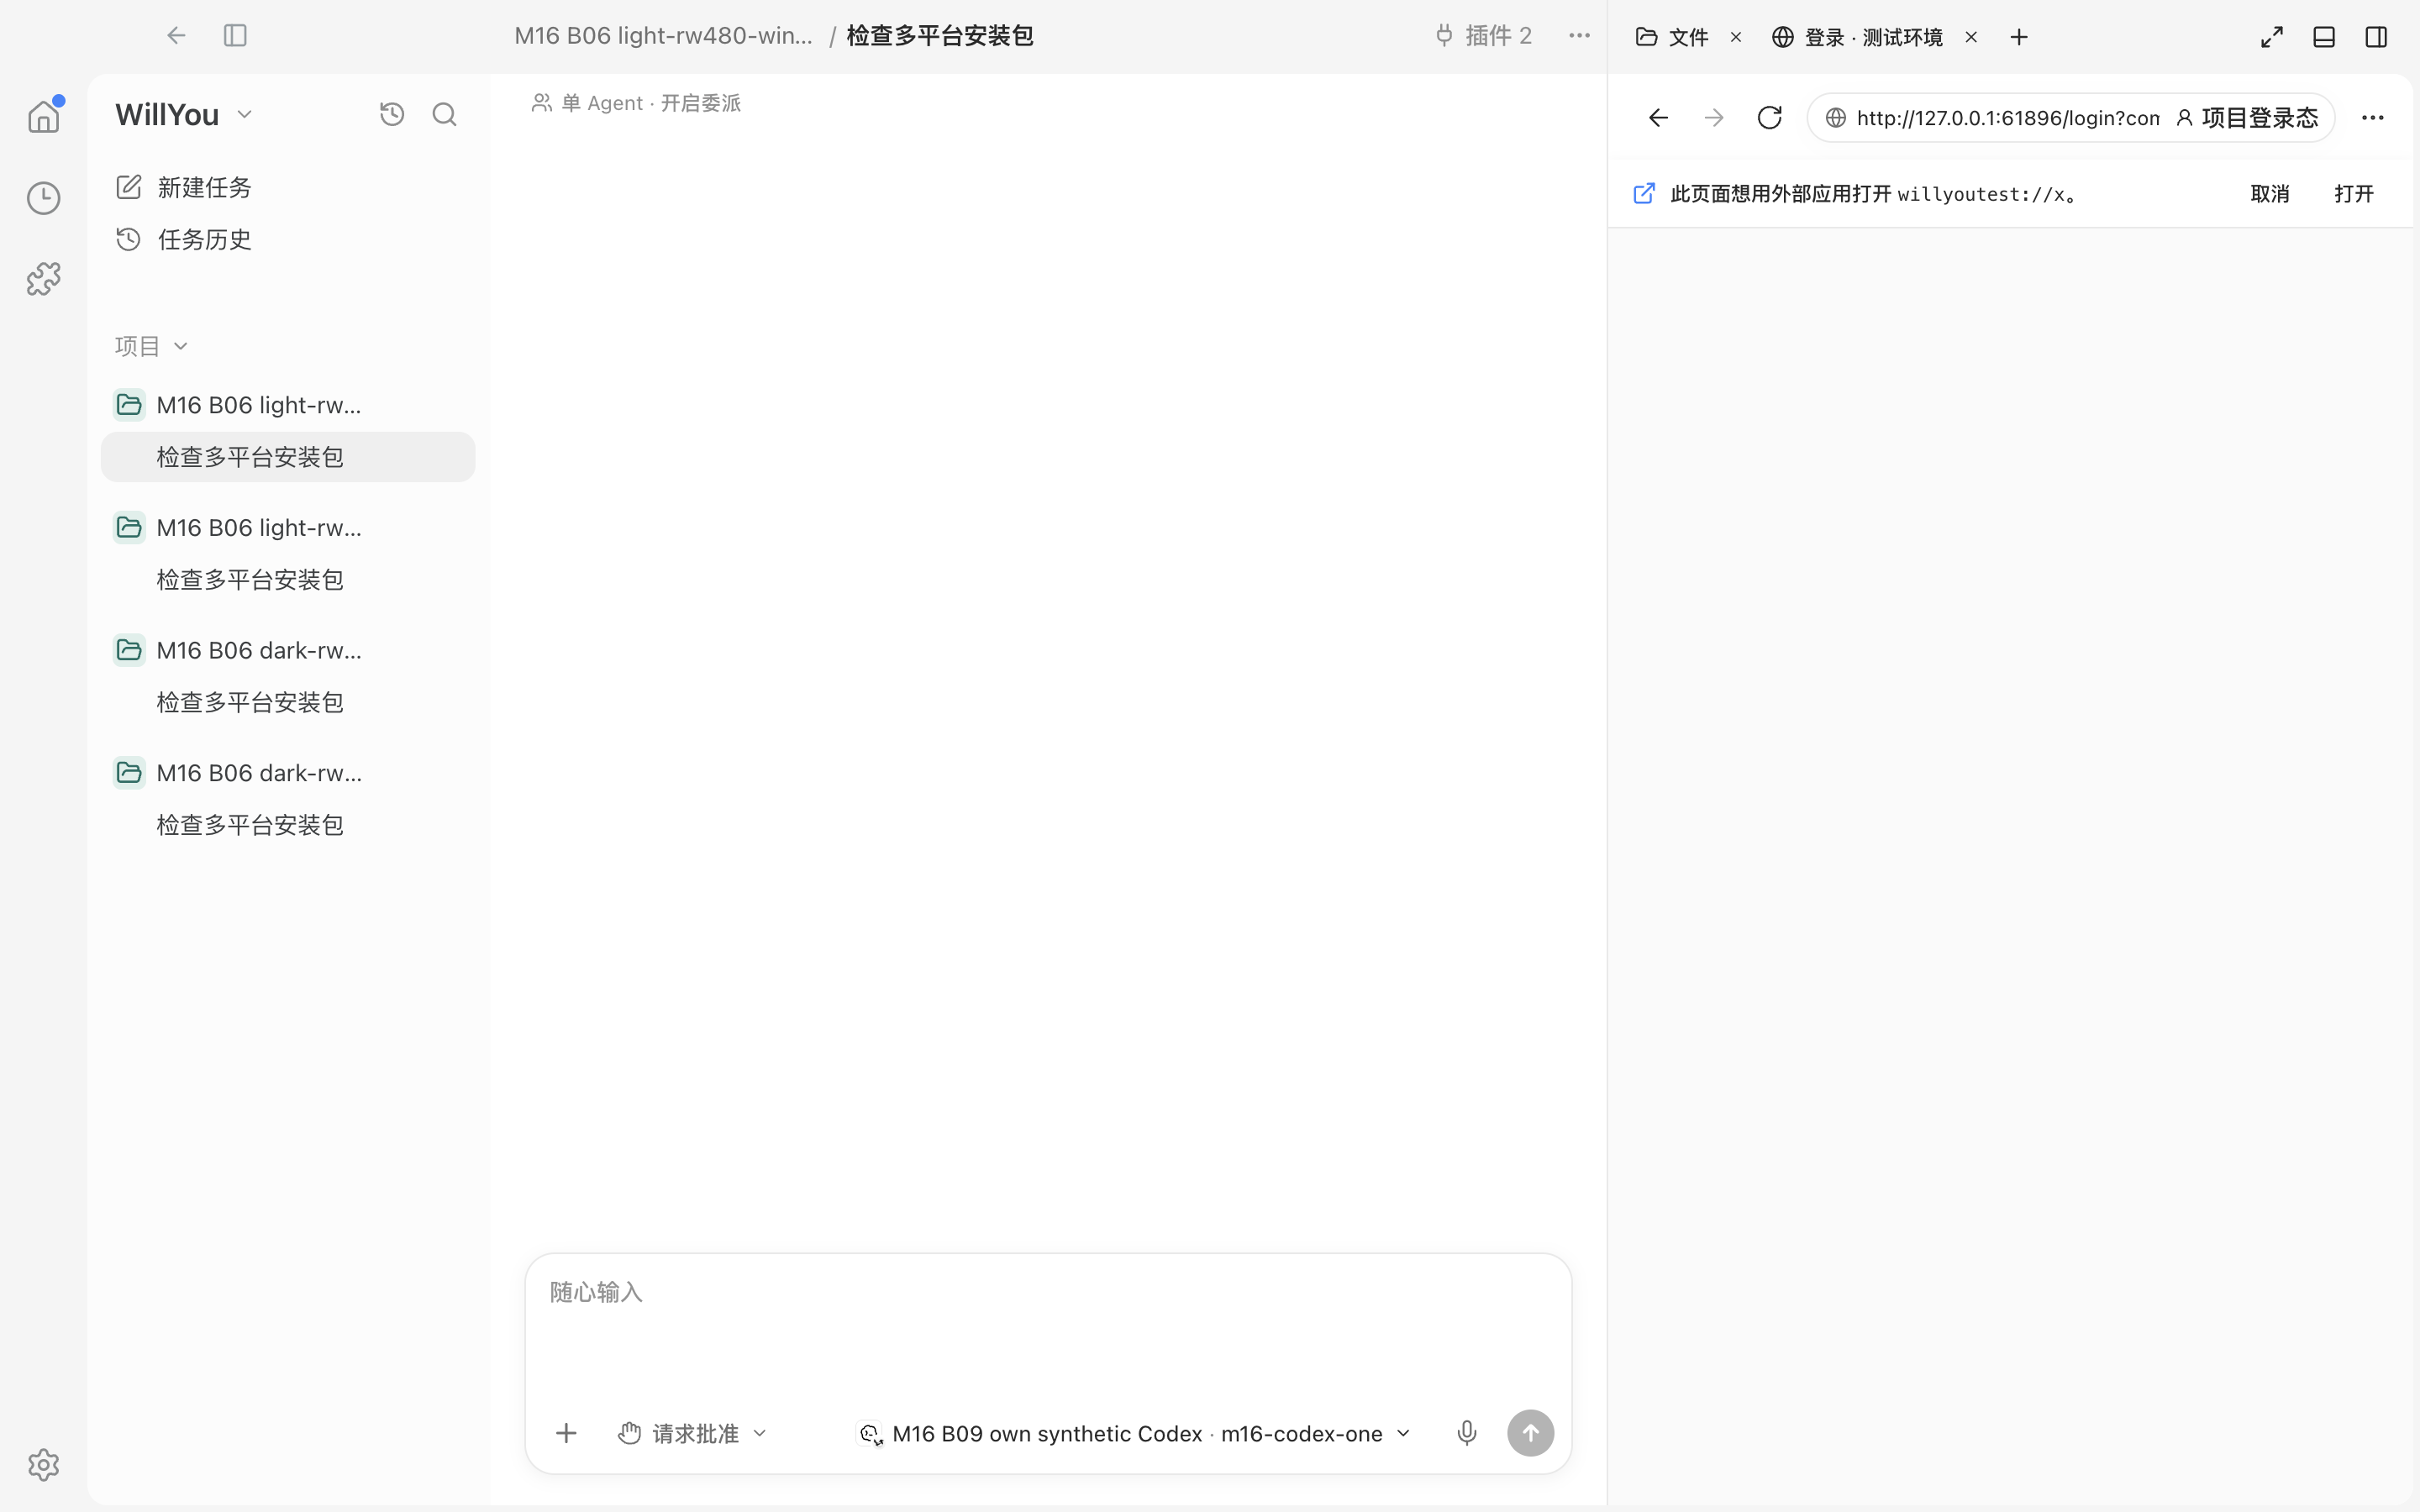 M16 B06 light-rw480-win... / 检查多平台安装包
插件 2
文件
登录 · 测试环境
WillYou
单 Agent · 开启委派
http://127.0.0.1:61896/login?con
项目登录态
新建任务
此页面想用外部应用打开 willyoutest://x。
取消
打开
任务历史
项目
M16 B06 light-rw...
检查多平台安装包
M16 B06 light-rw...
检查多平台安装包
M16 B06 dark-rw...
检查多平台安装包
M16 B06 dark-rw...
检查多平台安装包
随心输入
请求批准
M16 B09 own synthetic Codex · m16-codex-one